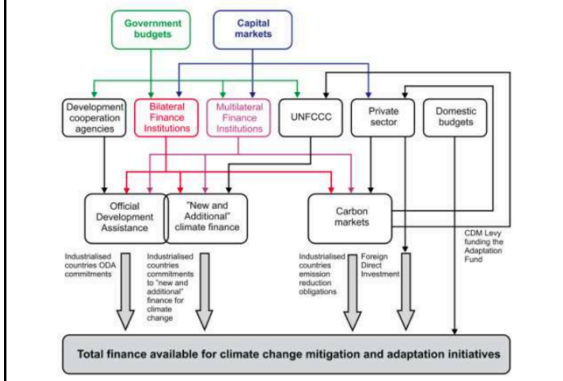 Government
budgets
Capital
markets
Development
cooperation
agencies
Bilateral
Finance
Institutions
Multilateral
Finance
Institutions
UNFCCC
Private
sector
Domestic
budgets
Official
Development
Assistance
"New and
Additional"
climate finance
Carbon
markets
CDM Levy
funding the
Adaptation
Fund
Industrialised
countries ODA
commitments
Industrialised
countries
commitments
to "new and
additional"
finance for
climate
change
Industrialised
countries
emission
reduction
obligations
Foreign
Direct
Investment
Total finance available for climate change mitigation and adaptation initiatives